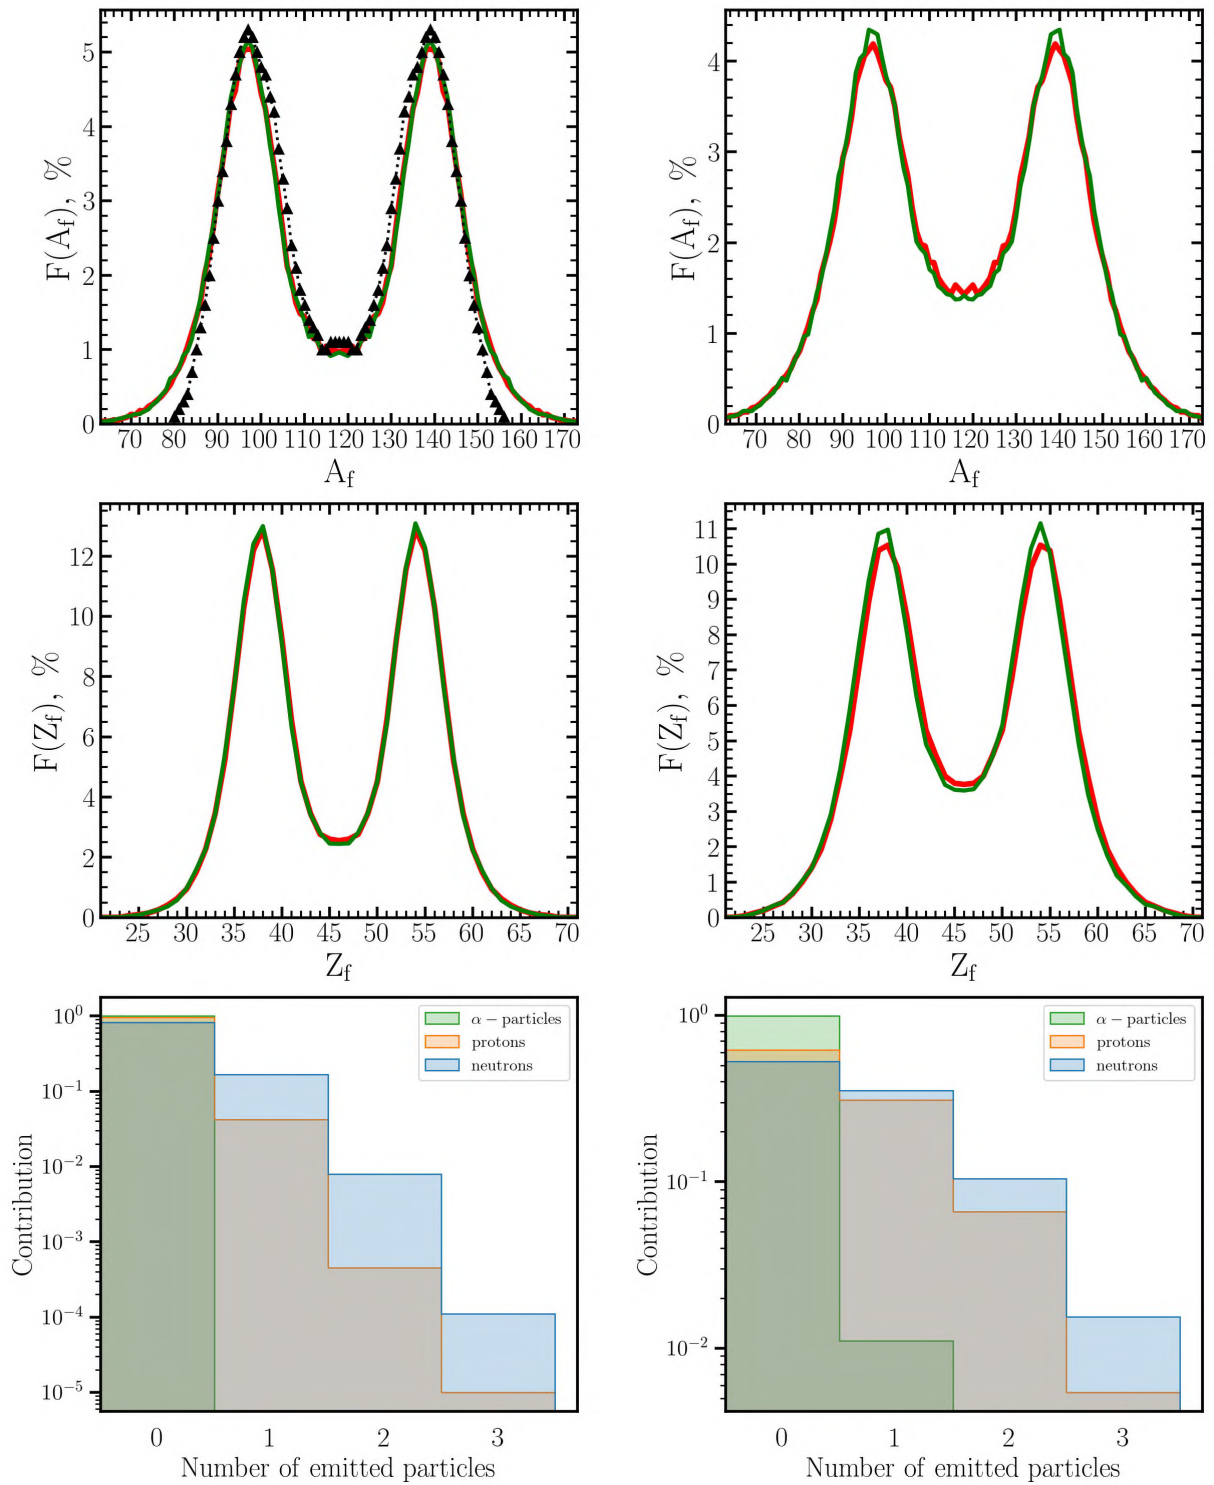 F(A_f), %
5
4
3
2
1
0
70 80 90 100 110 120 130 140 150 160 170
A_f
F(A_f), %
4
3
2
1
0
70 80 90 100 110 120 130 140 150 160 170
A_f
F(Z_f), %
12
10
8
6
4
2
0
25 30 35 40 45 50 55 60 65 70
Z_f
F(Z_f), %
11
10
9
8
7
6
5
4
3
2
1
0
25 30 35 40 45 50 55 60 65 70
Z_f
Contribution
10^0
10^−1
10^−2
10^−3
10^−4
10^−5
α − particles
protons
neutrons
0 1 2 3
Number of emitted particles
Contribution
10^0
10^−1
10^−2
α − particles
protons
neutrons
0 1 2 3
Number of emitted particles